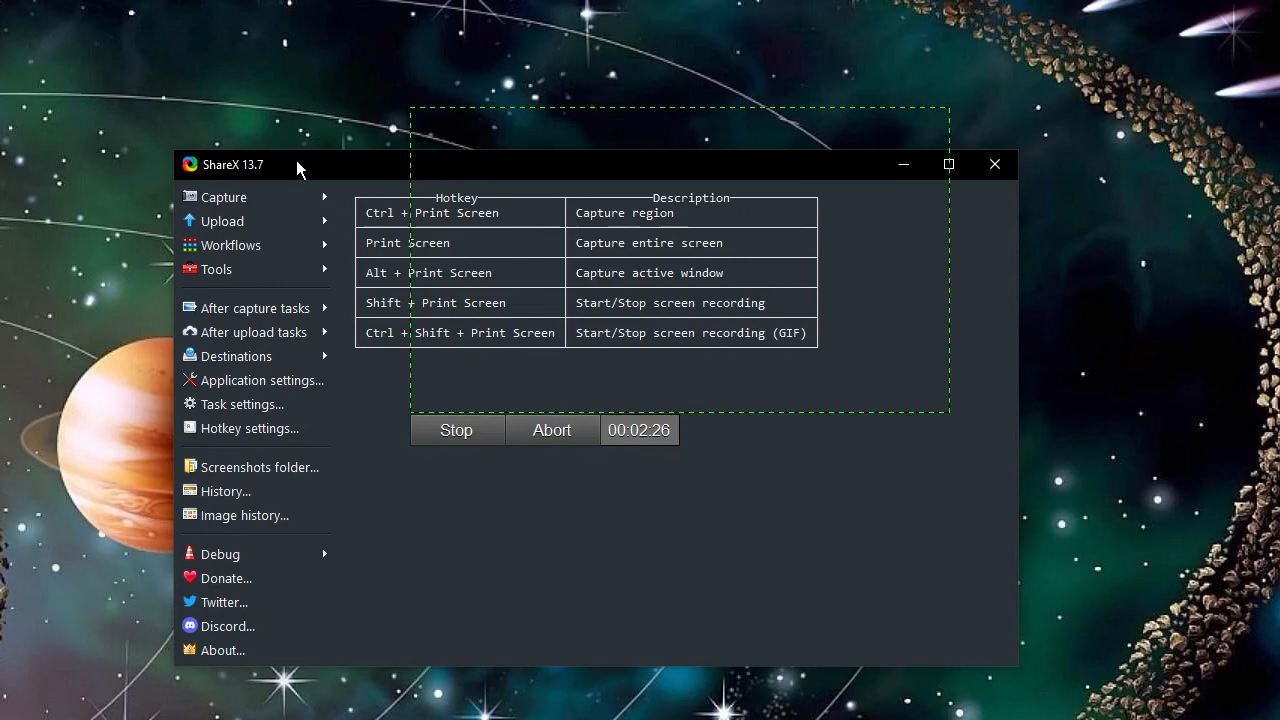 ShareX 13.7
Capture
Upload
Workflows
Tools
After capture tasks
After upload tasks
Destinations
Application settings...
Task settings...
Hotkey settings...
Screenshots folder...
History...
Image history...
Debug
Donate...
Twitter...
Discord...
About...
Hotkey Description
Ctrl + Print Screen Capture region
Print Screen Capture entire screen
Alt + Print Screen Capture active window
Shift + Print Screen Start/Stop screen recording
Ctrl + Shift + Print Screen Start/Stop screen recording (GIF)
Stop Abort 00:02:26